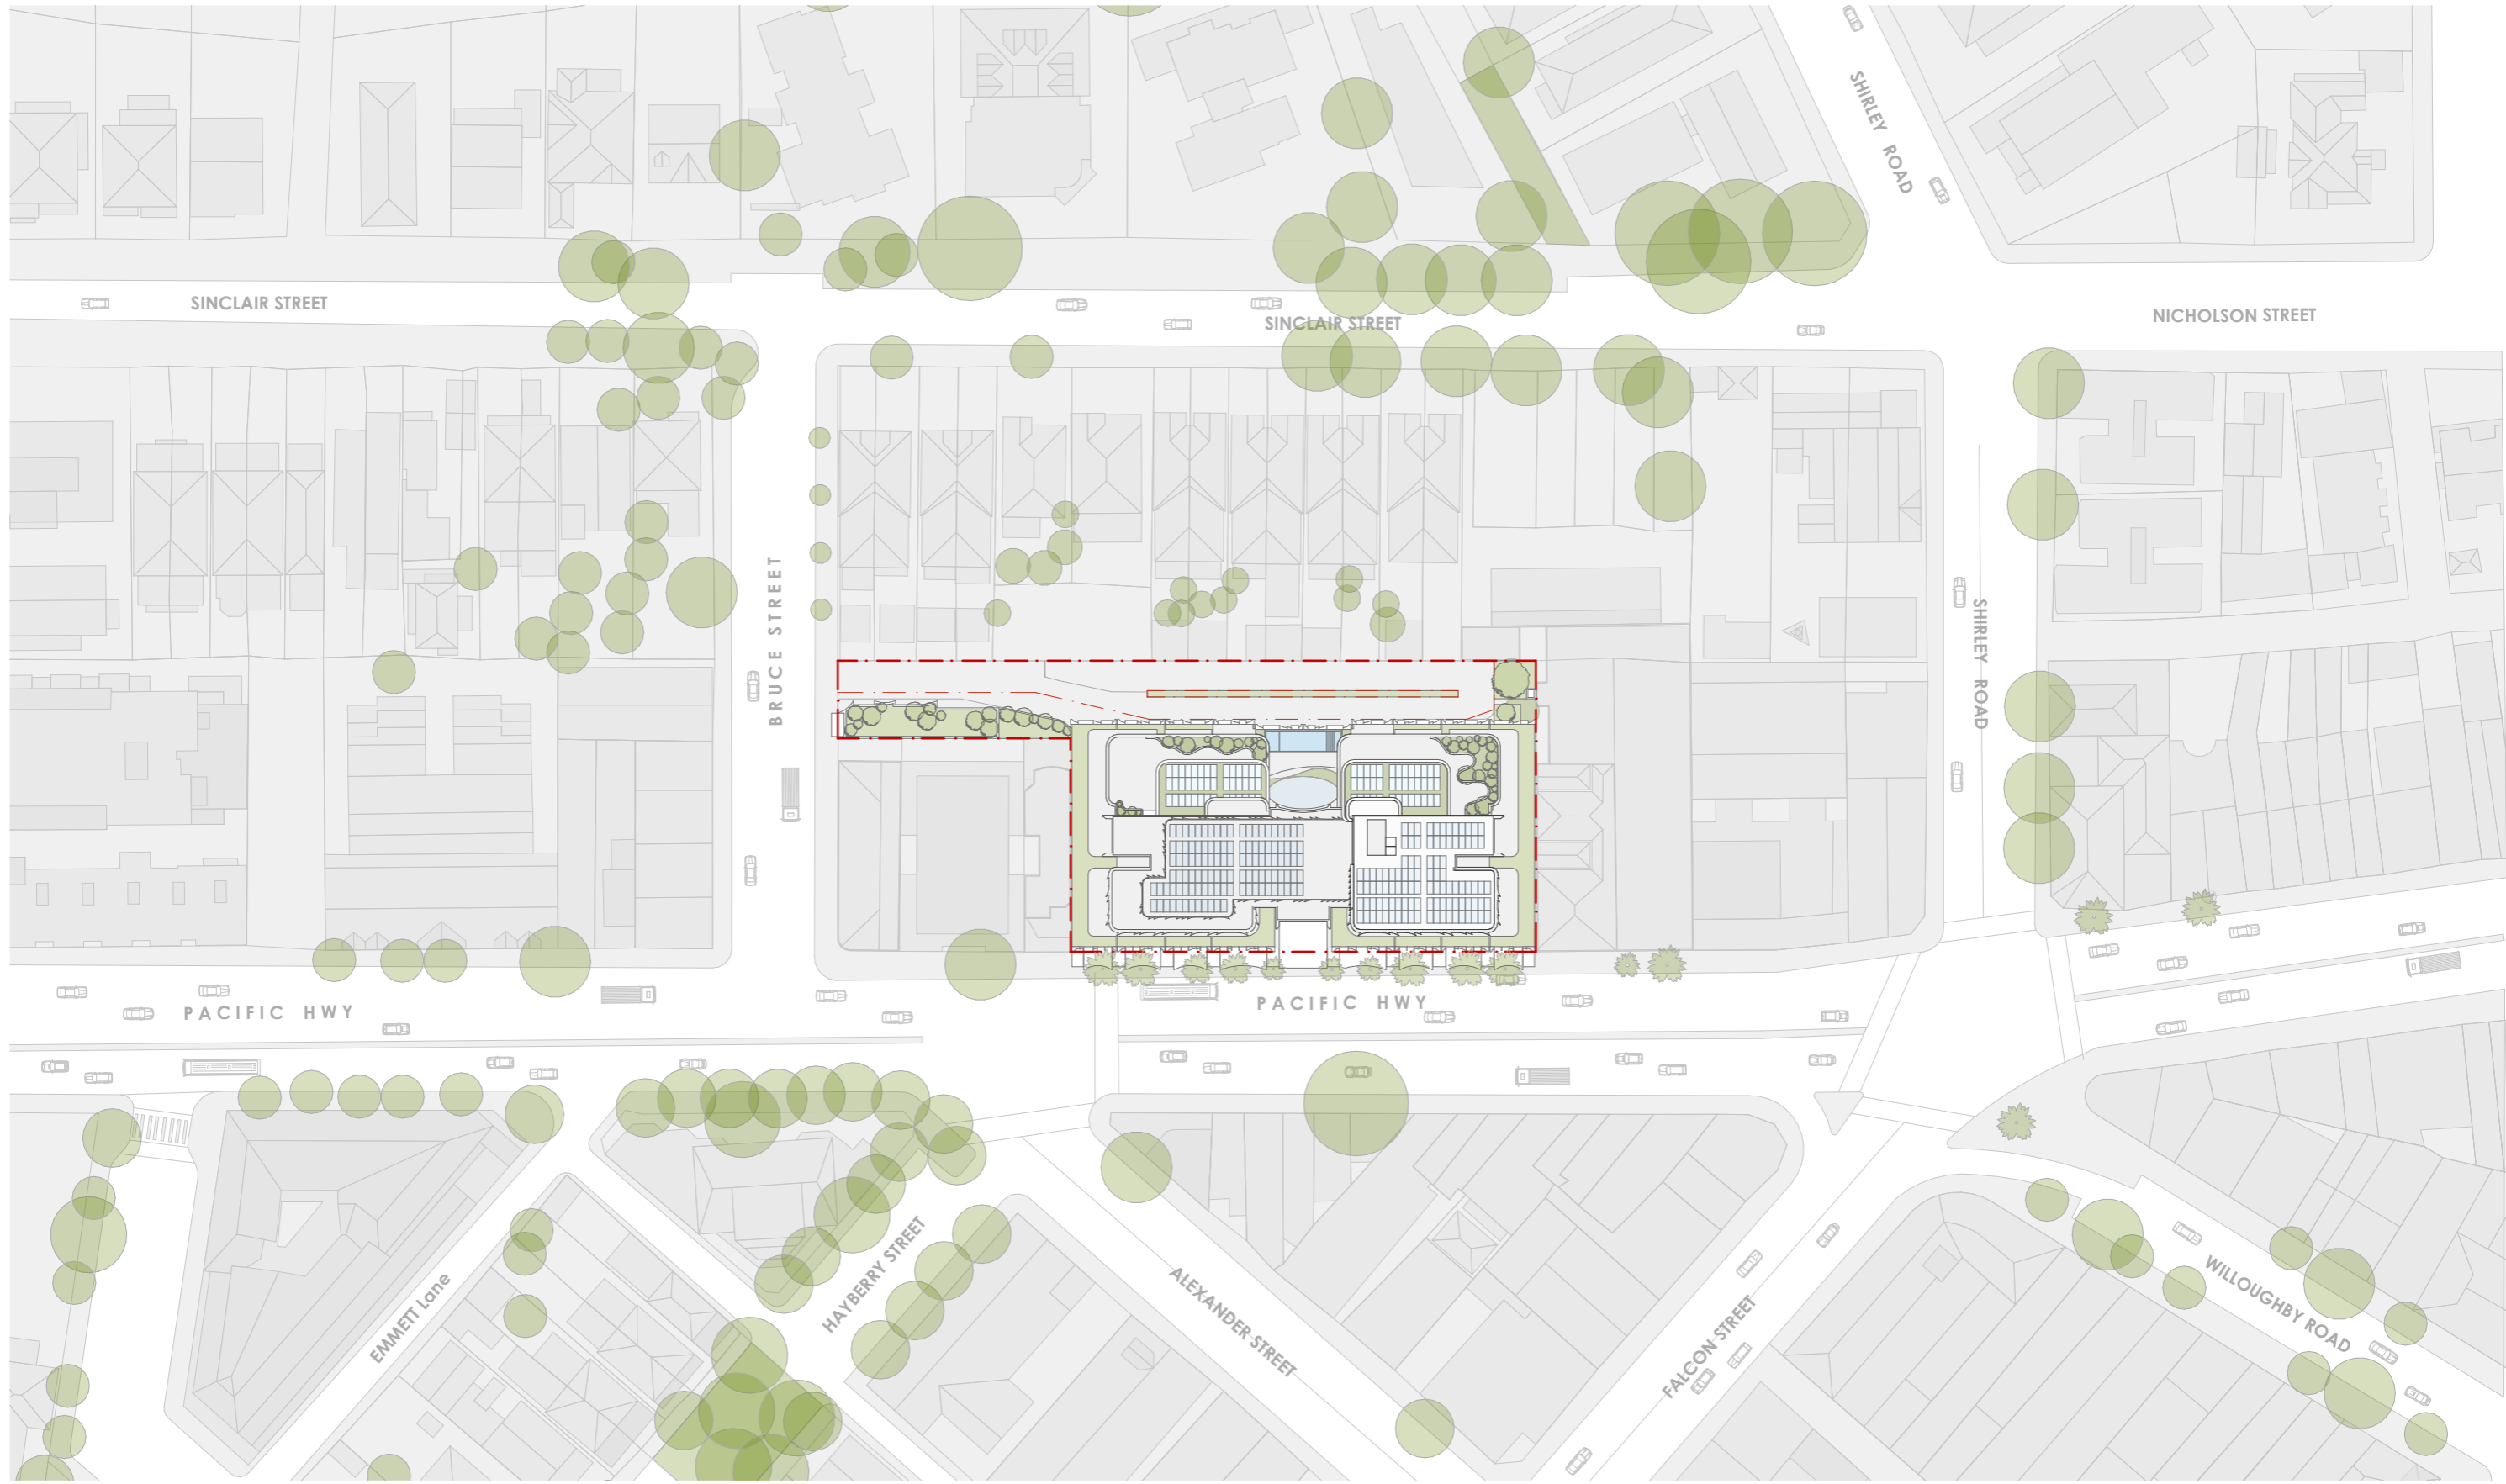 SHIRLEY ROAD
SINCLAIR STREET
SINCLAIR STREET
NICHOLSON STREET
BRUCE STREET
SHIRLEY ROAD
PACIFIC HWY
PACIFIC HWY
EMMETT Lane
HAYBERRY STREET
ALEXANDER STREET
FALCON STREET
WILLOUGHBY ROAD